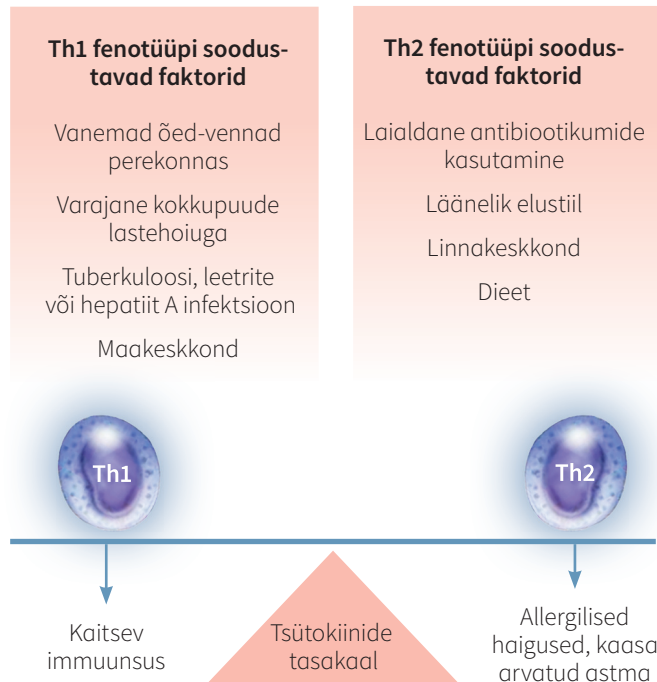 Th1 fenotüüpi soodus-
tavad faktorid
Vanemad õed-vennad
perekonnas
Varajane kokkupuude
lastehoiuga
Tuberkuloosi, leetrite
või hepatiit A infektsioon
Maakeskkond
Th2 fenotüüpi soodus-
tavad faktorid
Laialdane antibiootikumide
kasutamine
Läänelik elustiil
Linnakeskkond
Dieet
Th1
Th2
Kaitsev
immuunsus
Tsütokiinide
tasakaal
Allergilised
haigused, kaasa
arvatud astma